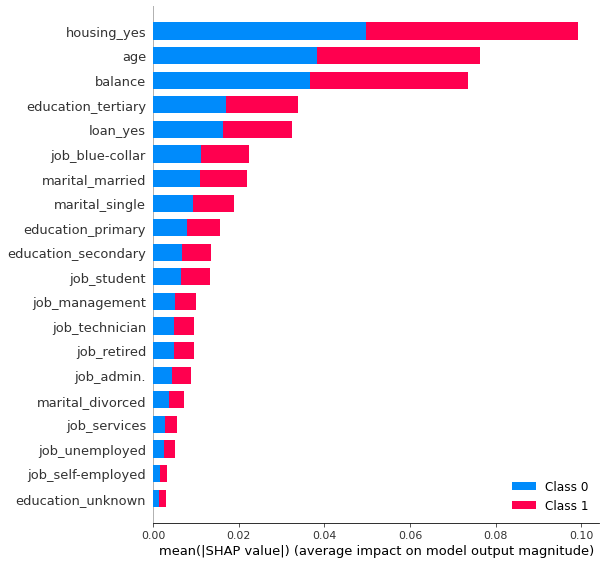 housing_yes
age
balance
education_tertiary
loan_yes
job_blue-collar
marital_married
marital_single
education_primary
education_secondary
job_student
job_management
job_technician
job_retired
job_admin.
marital_divorced
job_services
job_unemployed
job_self-employed
education_unknown
Class 0
Class 1
0.00 0.02 0.04 0.06 0.08 0.10
mean(|SHAP value|) (average impact on model output magnitude)